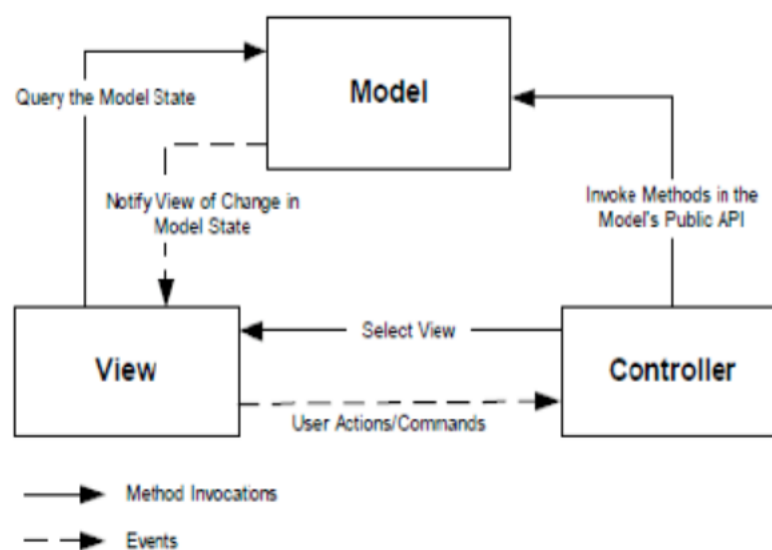 Model
Query the Model State
Notify View of Change in
Model State
Invoke Methods in the
Model's Public API
View
Select View
Controller
User Actions/Commands
Method Invocations
Events